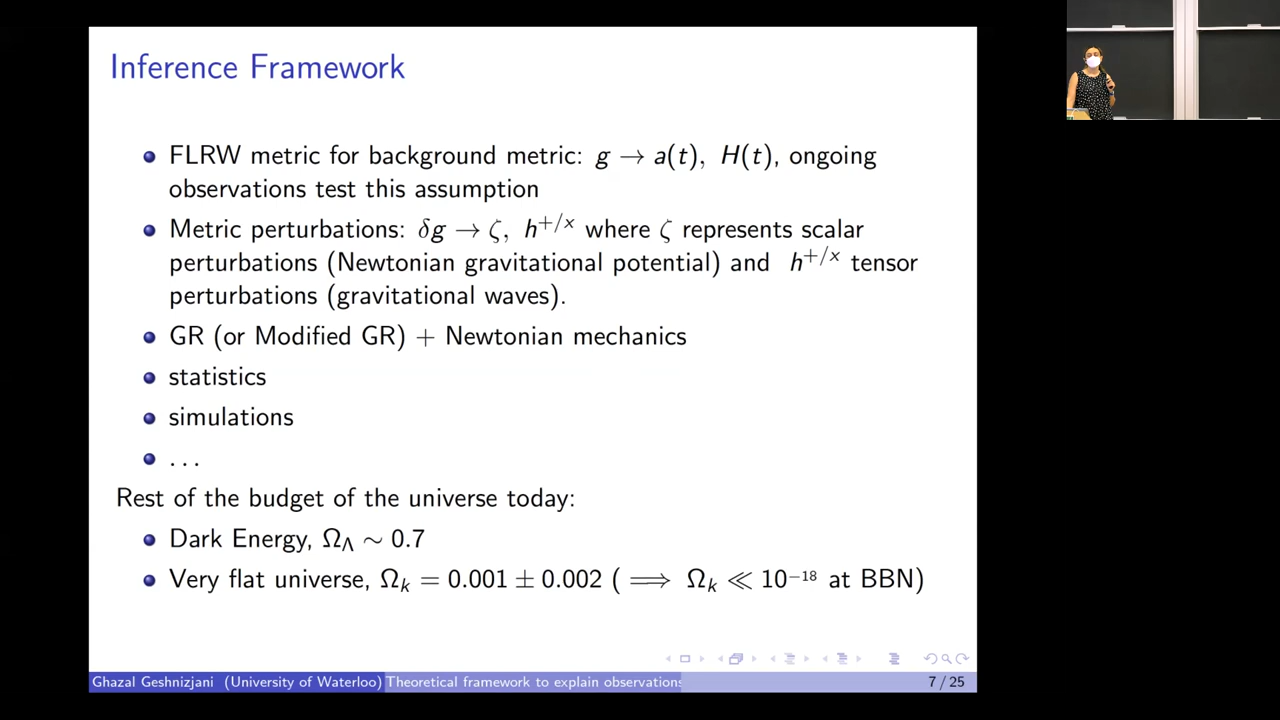 Inference Framework
• FLRW metric for background metric: g → a(t), H(t), ongoing
observations test this assumption
• Metric perturbations: δg → ζ, h^{+/x} where ζ represents scalar
perturbations (Newtonian gravitational potential) and h^{+/x} tensor
perturbations (gravitational waves).
• GR (or Modified GR) + Newtonian mechanics
• statistics
• simulations
• ...
Rest of the budget of the universe today:
• Dark Energy, Ω_Λ ∼ 0.7
• Very flat universe, Ω_k = 0.001 ± 0.002 ( ⟹ Ω_k ≪ 10^{−18} at BBN)
Ghazal Geshnizjani (University of Waterloo) Theoretical framework to explain observations 7 / 25